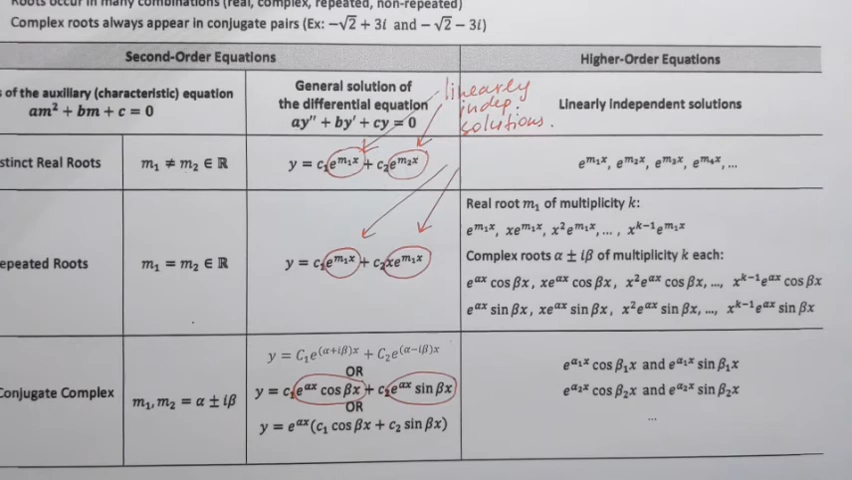 Roots occur in many combinations (real, complex, repeated, non-repeated)
Complex roots always appear in conjugate pairs (Ex: −√2 + 3i and − √2 − 3i)
Second-Order Equations
Higher-Order Equations
s of the auxiliary (characteristic) equation
am² + bm + c = 0
General solution of
the differential equation
ay'' + by' + cy = 0
linearly
indep.
solutions.
Linearly independent solutions
stinct Real Roots
m₁ ≠ m₂ ∈ ℝ
y = c₁e^{m₁x} + c₂e^{m₂x}
e^{m₁x}, e^{m₂x}, e^{m₃x}, e^{m₄x}, ...
epeated Roots
m₁ = m₂ ∈ ℝ
y = c₁e^{m₁x} + c₂xe^{m₁x}
Real root m₁ of multiplicity k:
e^{m₁x}, xe^{m₁x}, x²e^{m₁x}, ... , x^{k−1}e^{m₁x}
Complex roots α ± iβ of multiplicity k each:
e^{αx} cos βx, xe^{αx} cos βx, x²e^{αx} cos βx, ..., x^{k−1}e^{αx} cos βx
e^{αx} sin βx, xe^{αx} sin βx, x²e^{αx} sin βx, ..., x^{k−1}e^{αx} sin βx
Conjugate Complex
m₁, m₂ = α ± iβ
y = C₁e^{(α+iβ)x} + C₂e^{(α−iβ)x}
OR
y = c₁e^{αx} cos βx + c₂e^{αx} sin βx
OR
y = e^{αx}(c₁ cos βx + c₂ sin βx)
e^{α₁x} cos β₁x and e^{α₁x} sin β₁x
e^{α₂x} cos β₂x and e^{α₂x} sin β₂x
...